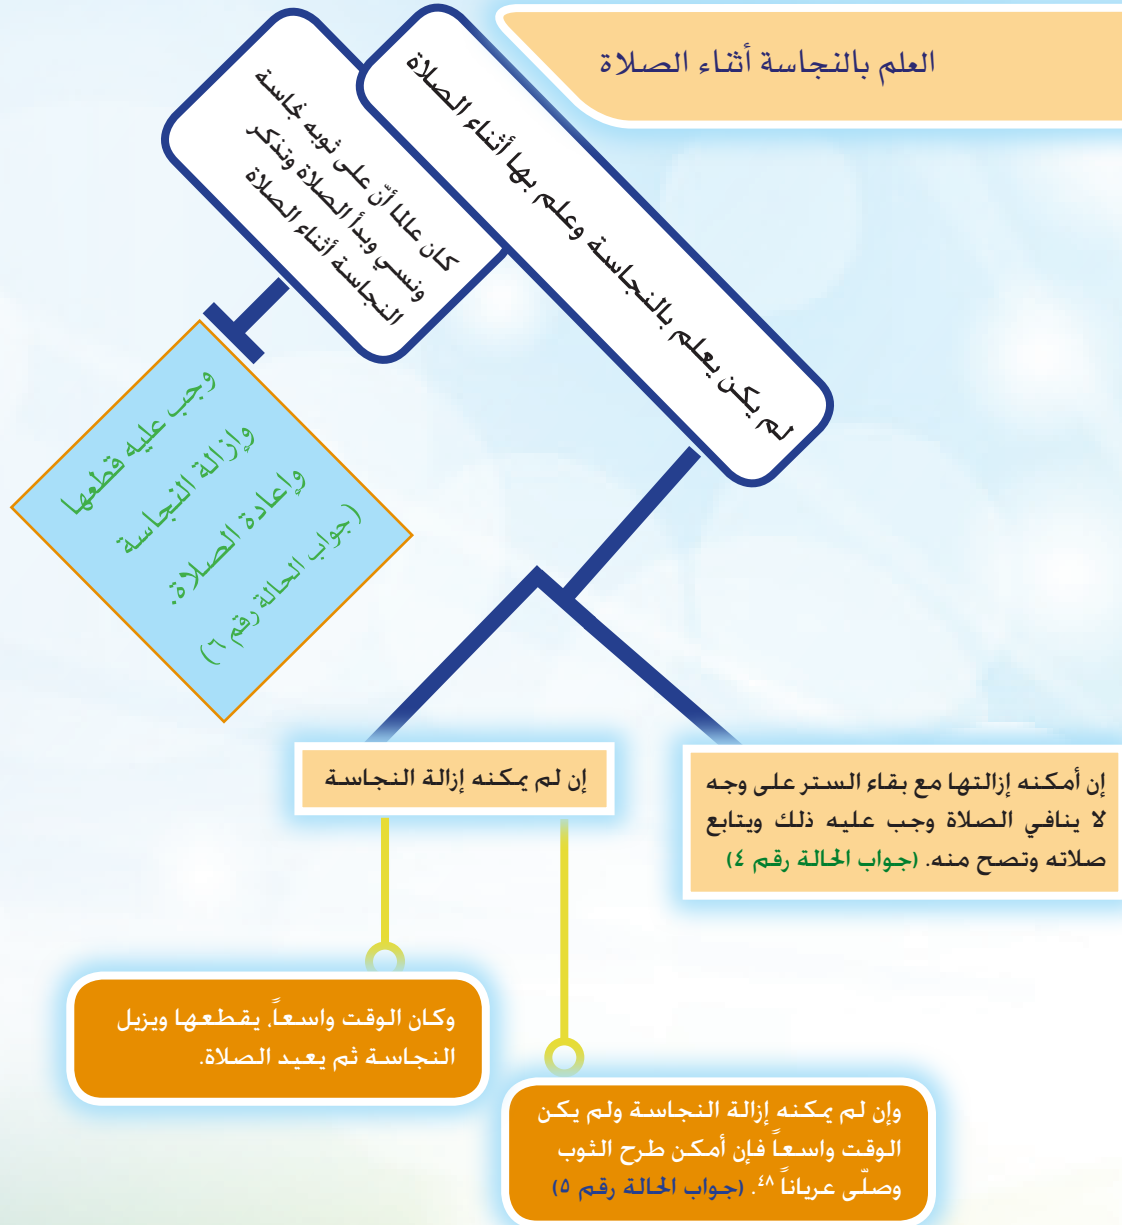 العلم بالنجاسة أثناء الصلاة
لم يكن يعلم بالنجاسة وعلم بها أثناء الصلاة
كان عالما أنّ على ثوبه نجاسة
ونسي وبدأ الصلاة وتذكر
النجاسة أثناء الصلاة
وجب عليه قطعها
وإزالة النجاسة
وإعادة الصلاة.
(جواب الحالة رقم ٦)
إن أمكنه إزالتها مع بقاء الستر على وجه
لا ينافي الصلاة وجب عليه ذلك ويتابع
صلاته وتصح منه. (جواب الحالة رقم ٤)
إن لم يمكنه إزالة النجاسة
وكان الوقت واسعاً، يقطعها ويزيل
النجاسة ثم يعيد الصلاة.
وإن لم يمكنه إزالة النجاسة ولم يكن
الوقت واسعاً فإن أمكن طرح الثوب
وصلّى عرياناً ٤٨. (جواب الحالة رقم ٥)